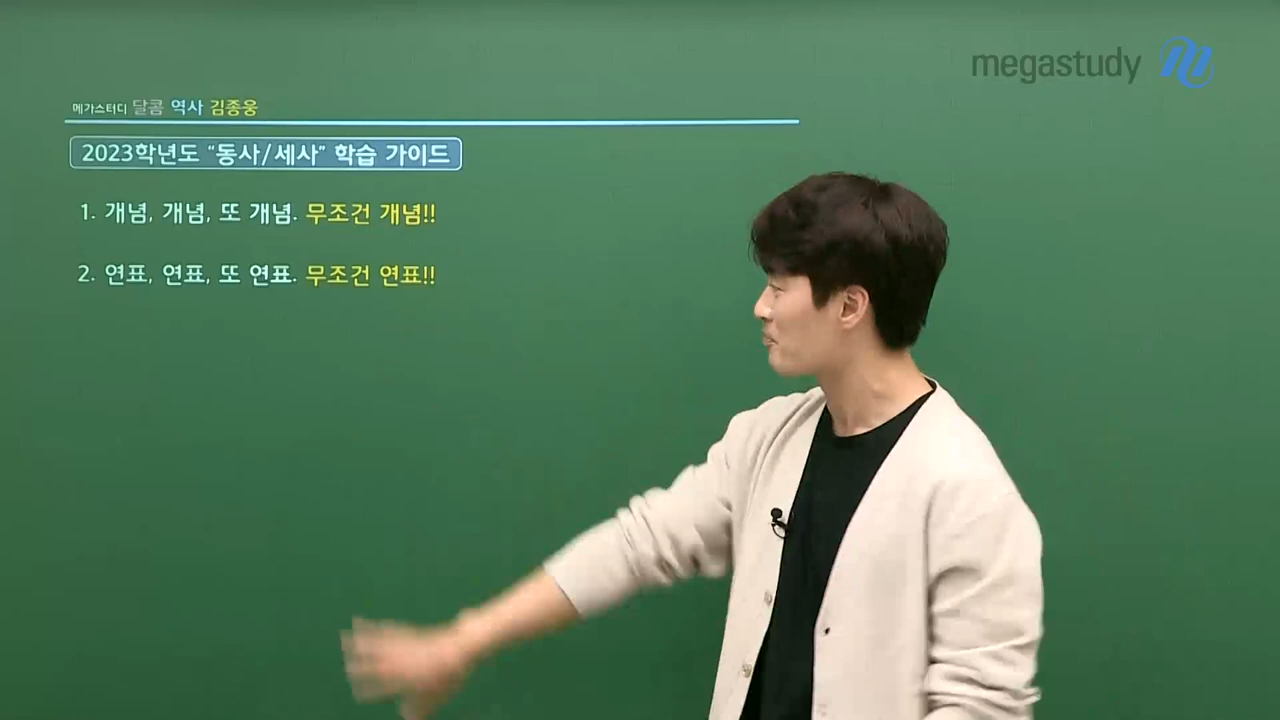 megastudy
메가스터디 달콤 역사 김종웅
2023학년도 “동사/세사” 학습 가이드
1. 개념, 개념, 또 개념. 무조건 개념!!
2. 연표, 연표, 또 연표. 무조건 연표!!